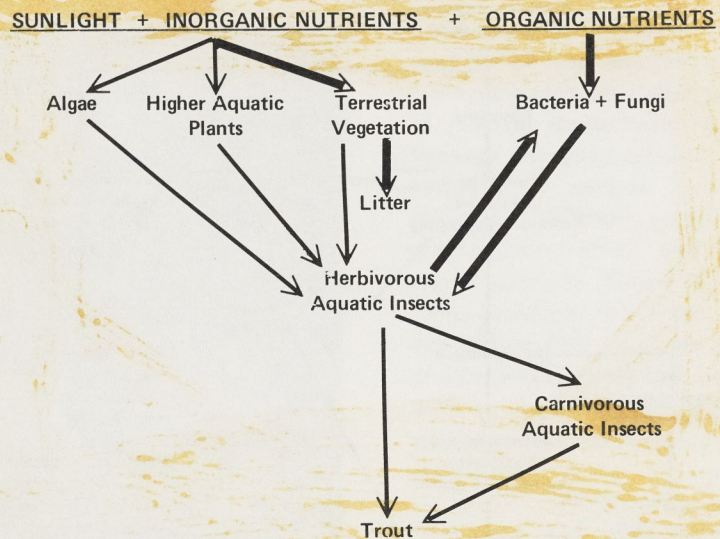 SUNLIGHT + INORGANIC NUTRIENTS + ORGANIC NUTRIENTS
Algae
Higher Aquatic
Plants
Terrestrial
Vegetation
Bacteria + Fungi
Litter
Herbivorous
Aquatic Insects
Carnivorous
Aquatic Insects
Trout